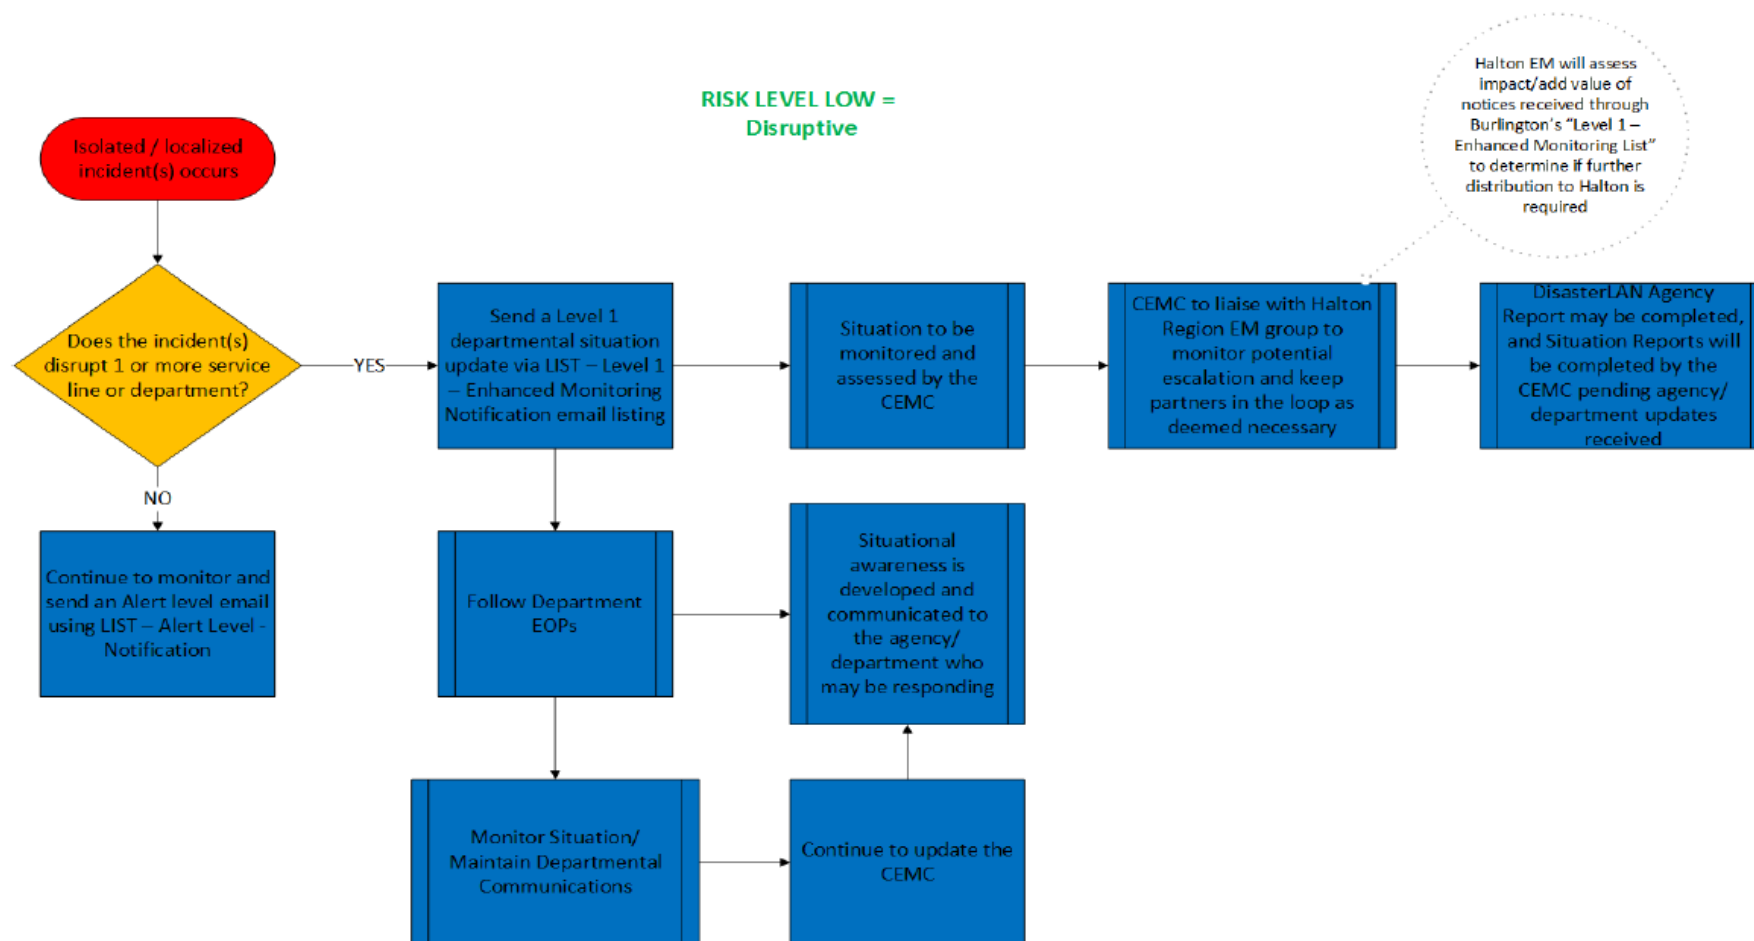 RISK LEVEL LOW =
Disruptive
Halton EM will assess
impact/add value of
notices received through
Burlington's "Level 1 –
Enhanced Monitoring List"
to determine if further
distribution to Halton is
required
Isolated / localized
incident(s) occurs
Does the incident(s)
disrupt 1 or more service
line or department?
YES
Send a Level 1
departmental situation
update via LIST – Level 1
– Enhanced Monitoring
Notification email listing
Situation to be
monitored and
assessed by the
CEMC
CEMC to liaise with Halton
Region EM group to
monitor potential
escalation and keep
partners in the loop as
deemed necessary
DisasterLAN Agency
Report may be completed,
and Situation Reports will
be completed by the
CEMC pending agency/
department updates
received
NO
Continue to monitor and
send an Alert level email
using LIST – Alert Level -
Notification
Follow Department
EOPs
Situational
awareness is
developed and
communicated to
the agency/
department who
may be responding
Monitor Situation/
Maintain Departmental
Communications
Continue to update the
CEMC